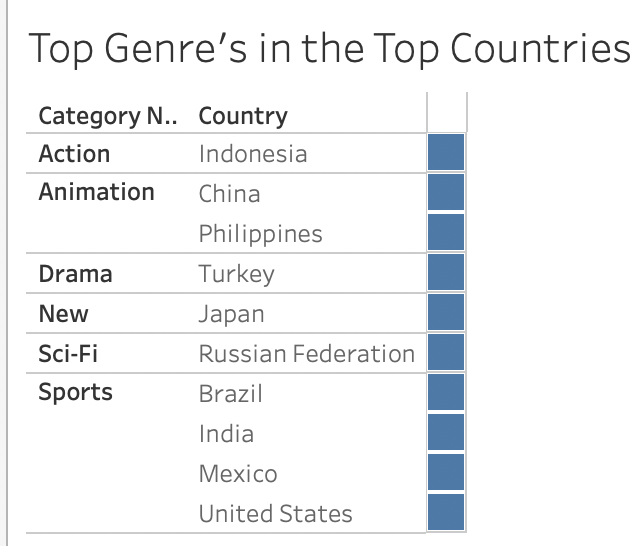 Top Genre's in the Top Countries
Category N.. Country
Action Indonesia
Animation China
Philippines
Drama Turkey
New Japan
Sci-Fi Russian Federation
Sports Brazil
India
Mexico
United States